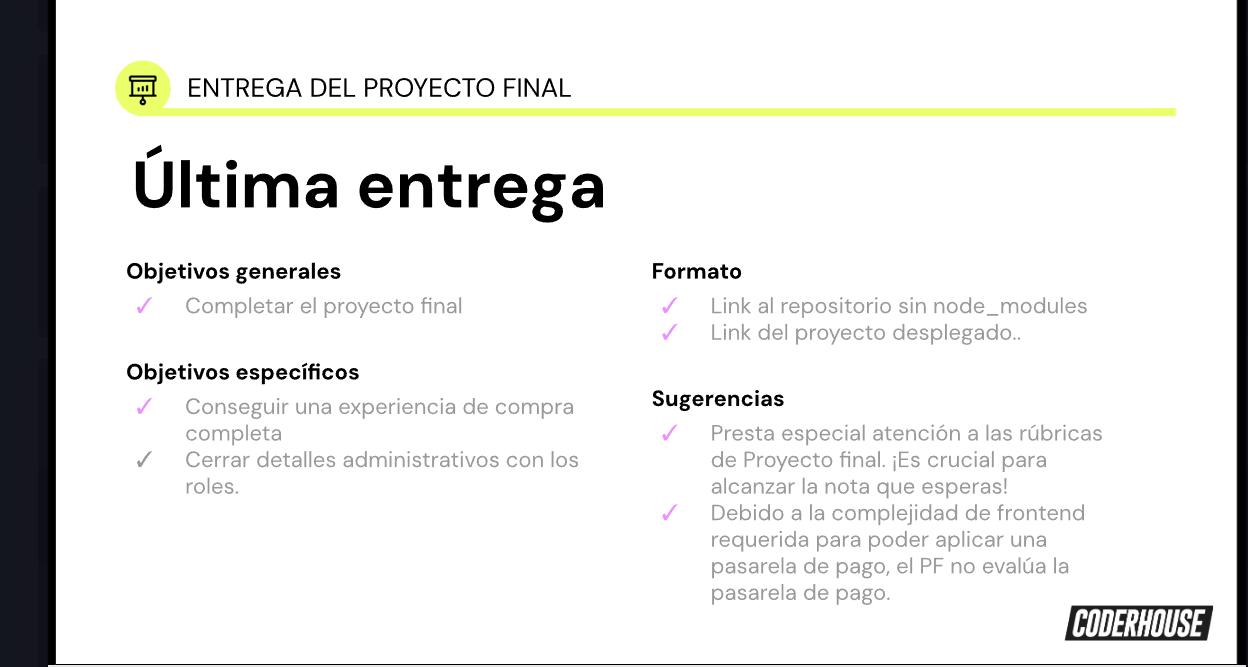 ENTREGA DEL PROYECTO FINAL
Última entrega
Objetivos generales
✓ Completar el proyecto final
Objetivos específicos
✓ Conseguir una experiencia de compra
completa
✓ Cerrar detalles administrativos con los
roles.
Formato
✓ Link al repositorio sin node_modules
✓ Link del proyecto desplegado..
Sugerencias
✓ Presta especial atención a las rúbricas
de Proyecto final. ¡Es crucial para
alcanzar la nota que esperas!
✓ Debido a la complejidad de frontend
requerida para poder aplicar una
pasarela de pago, el PF no evalúa la
pasarela de pago.
CODERHOUSE